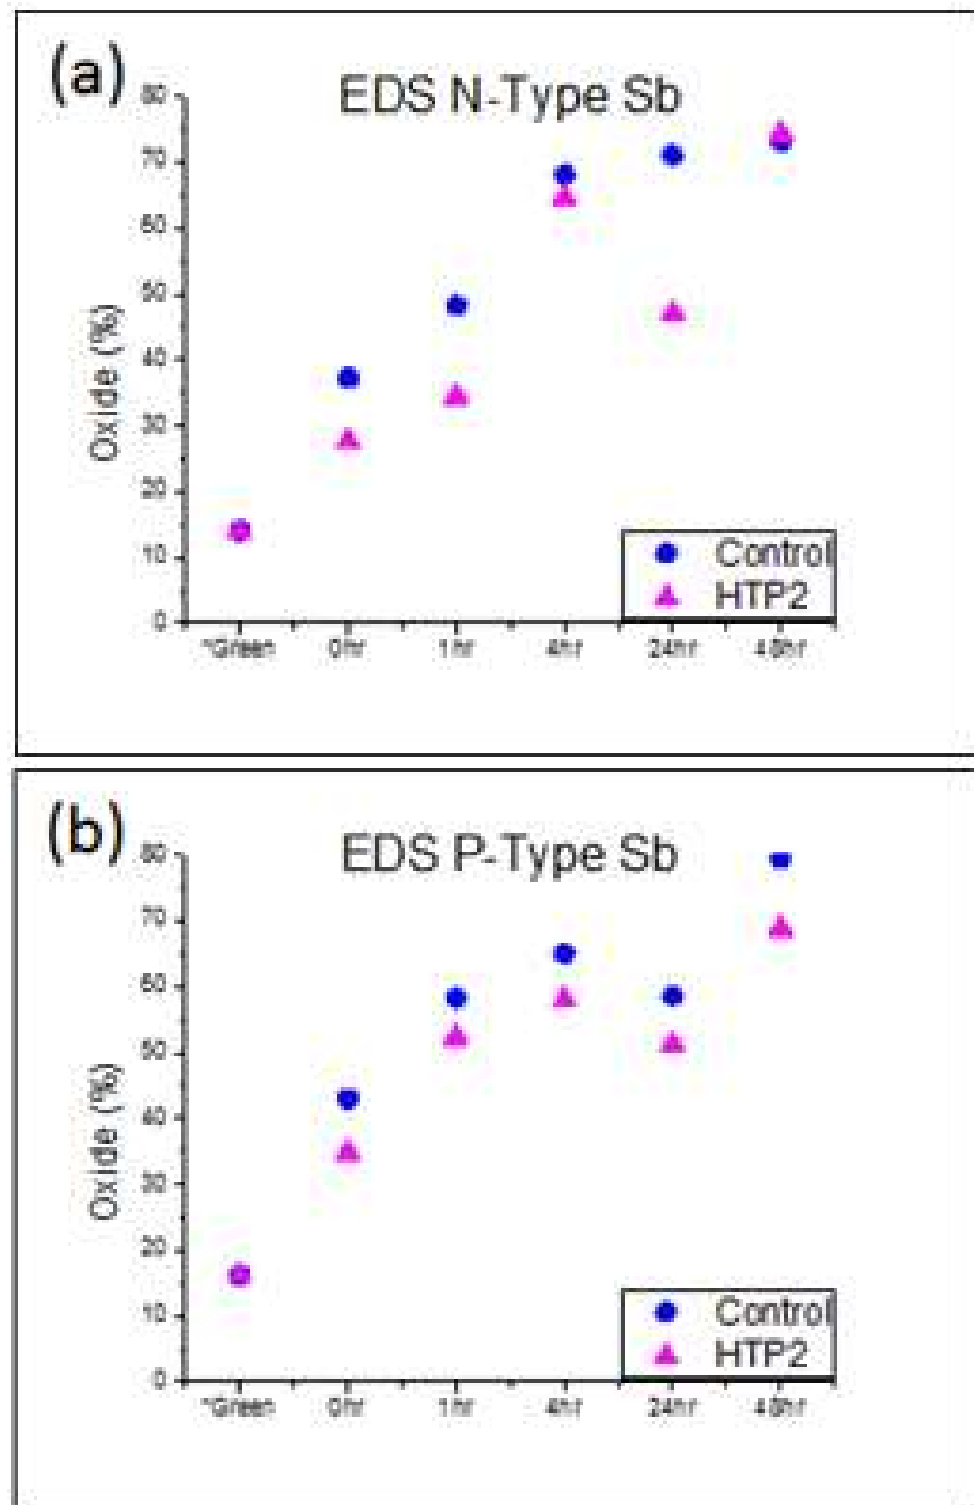 (a)
EDS N-Type Sb
80
70
60
50
40
30
20
10
0
Oxide (%)
*Green 0hr 1hr 4hr 24hr 48hr
Control
HTP2
(b)
EDS P-Type Sb
80
70
60
50
40
30
20
10
0
Oxide (%)
*Green 0hr 1hr 4hr 24hr 48hr
Control
HTP2